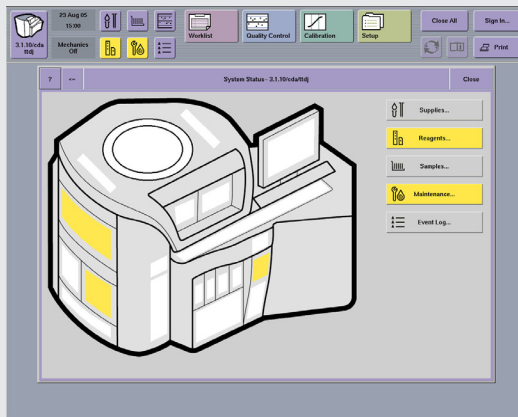 23 Aug 05
15:00
3.1.10/cda
ttdj
Mechanics
Off
Worklist
Quality Control
Calibration
Setup
Close All
Sign In...
Print
?
<-
System Status - 3.1.10/cda/ttdj
Close
Supplies...
Reagents...
Samples...
Maintenance...
Event Log...